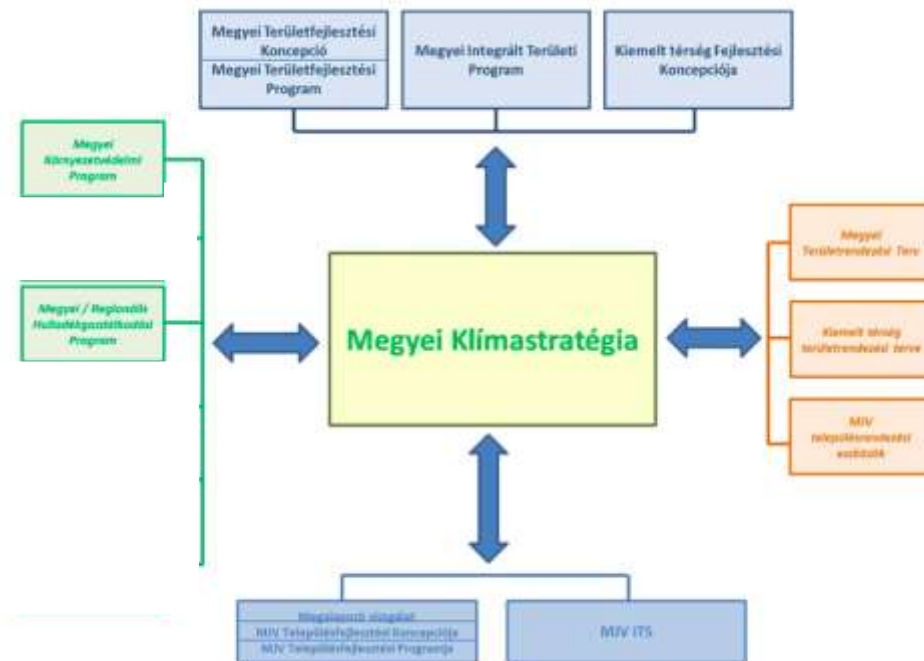 Megyei Területfejlesztési
Koncepció
Megyei Területfejlesztési
Program
Megyei Integrált Területi
Program
Kiemelt térség Fejlesztési
Koncepciója
Megyei
Környezetvédelmi
Program
Megyei / Regionális
Hulladékgazdálkodási
Program
Megyei Klímastratégia
Megyei
Területrendezési Terv
Kiemelt térség
területrendezési terve
MJV
településrendezési
eszközök
Megalapozó vizsgálat
MJV Településfejlesztési Koncepciója
MJV Településfejlesztési Programja
MJV ITS